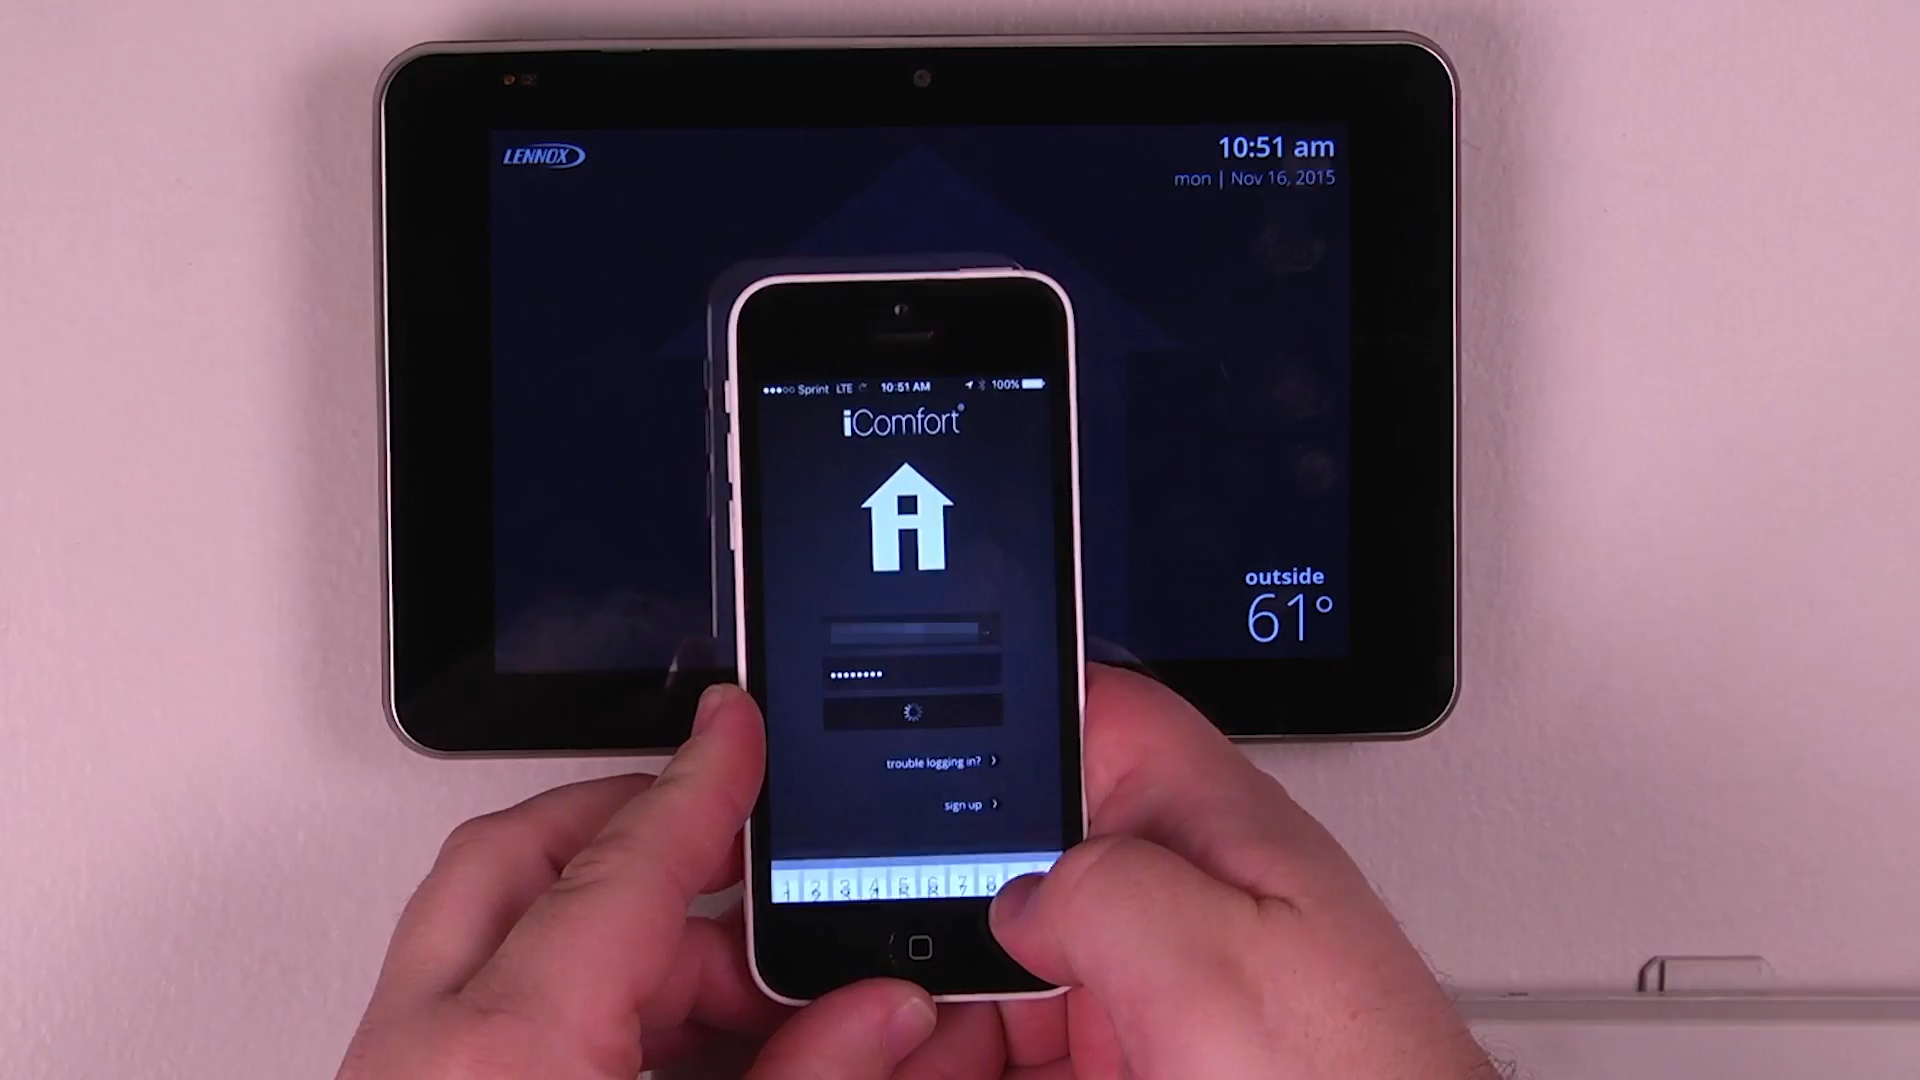 LENNOX
10:51 am
mon | Nov 16, 2015
Sprint LTE 10:51 AM 100%
iComfort®
trouble logging in? >
sign up >
1 2 3 4 5 6 7 8
outside
61°